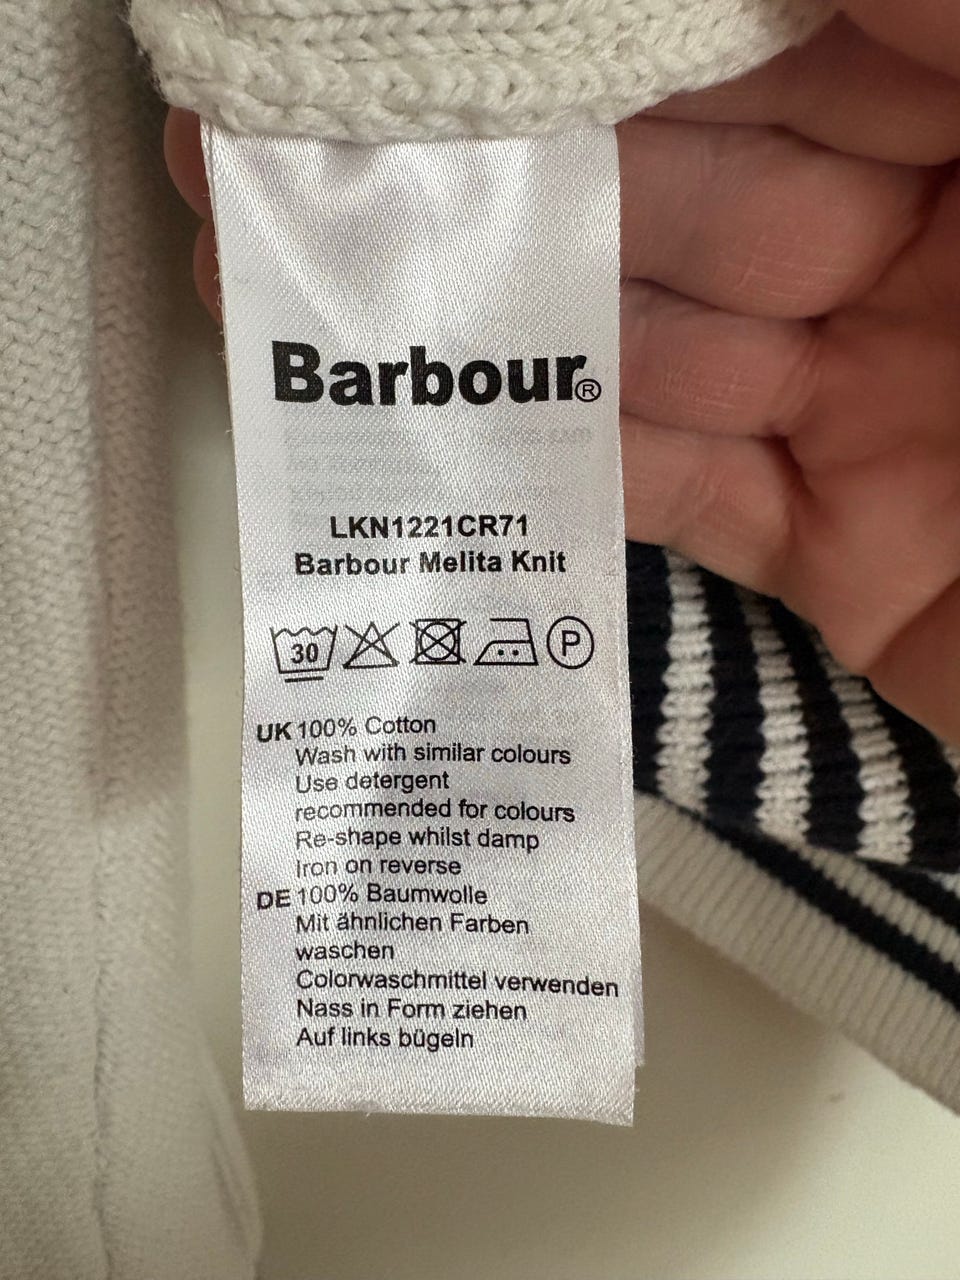 Barbour®
LKN1221CR71
Barbour Melita Knit
30 P
UK 100% Cotton
Wash with similar colours
Use detergent
recommended for colours
Re-shape whilst damp
Iron on reverse
DE 100% Baumwolle
Mit ähnlichen Farben
waschen
Colorwaschmittel verwenden
Nass in Form ziehen
Auf links bügeln